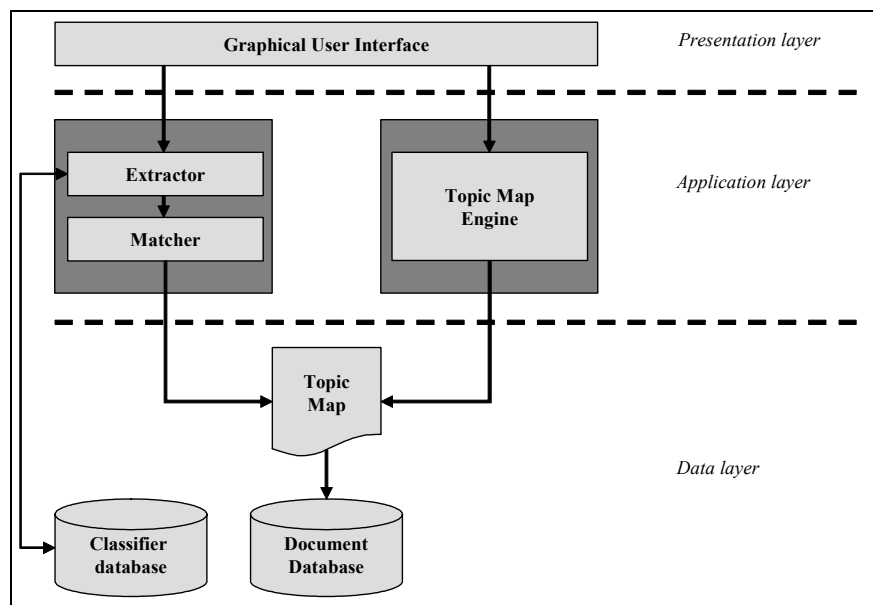 Graphical User Interface
Presentation layer
Extractor
Matcher
Topic Map
Engine
Application layer
Topic
Map
Data layer
Classifier
database
Document
Database